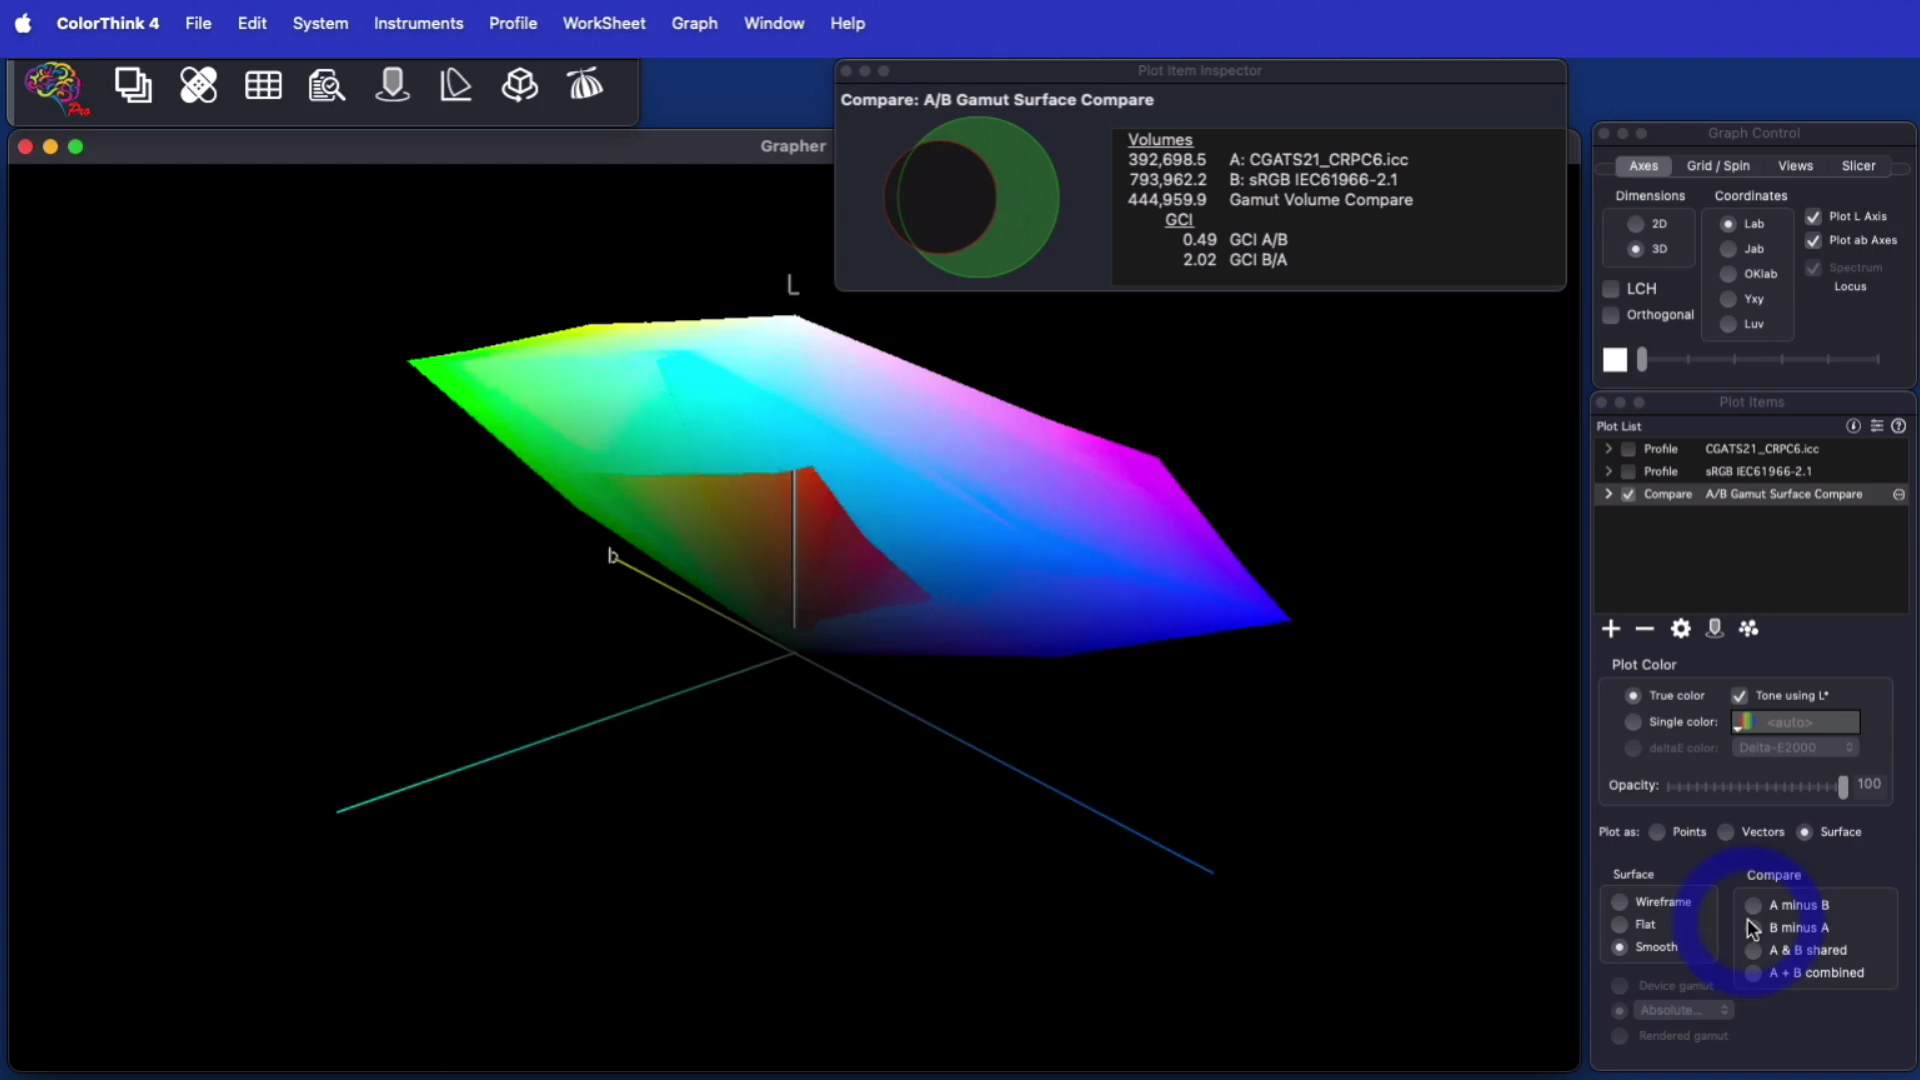 ColorThink 4 File Edit System Instruments Profile WorkSheet Graph Window Help
Pro
Grapher
L
b
Plot Item Inspector
Compare: A/B Gamut Surface Compare
Volumes
392,698.5 A: CGATS21_CRPC6.icc
793,962.2 B: sRGB IEC61966-2.1
444,959.9 Gamut Volume Compare
GCI
0.49 GCI A/B
2.02 GCI B/A
Graph Control
Axes Grid / Spin Views Slicer
Dimensions Coordinates
2D Lab Plot L Axis
3D Jab Plot ab Axes
OKlab Spectrum
LCH Yxy Locus
Orthogonal Luv
Plot Items
Plot List
Profile CGATS21_CRPC6.icc
Profile sRGB IEC61966-2.1
Compare A/B Gamut Surface Compare
Plot Color
True color Tone using L*
Single color: <auto>
deltaE color: Delta-E2000
Opacity: 100
Plot as: Points Vectors Surface
Surface Compare
Wireframe A minus B
Flat B minus A
Smooth A & B shared
A + B combined
Device gamut
Absolute...
Rendered gamut